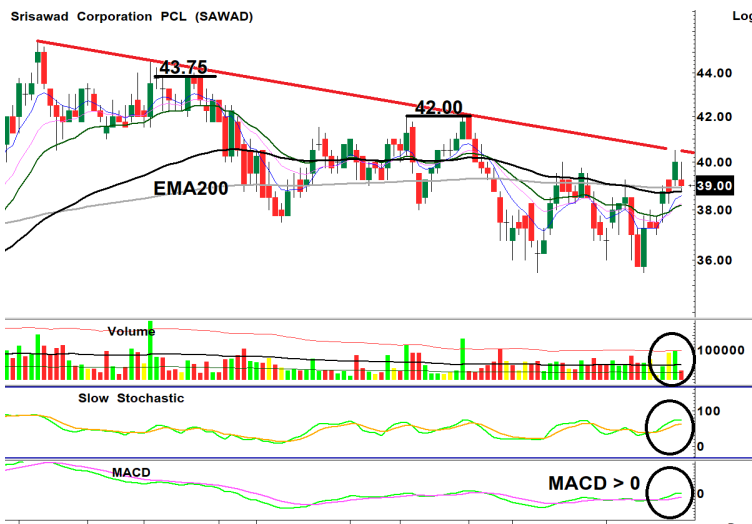 Srisawad Corporation PCL (SAWAD)
Log
43.75
42.00
EMA200
44.00
42.00
40.00
39.00
38.00
36.00
Volume
100000
Slow Stochastic
100
0
MACD
MACD > 0
0